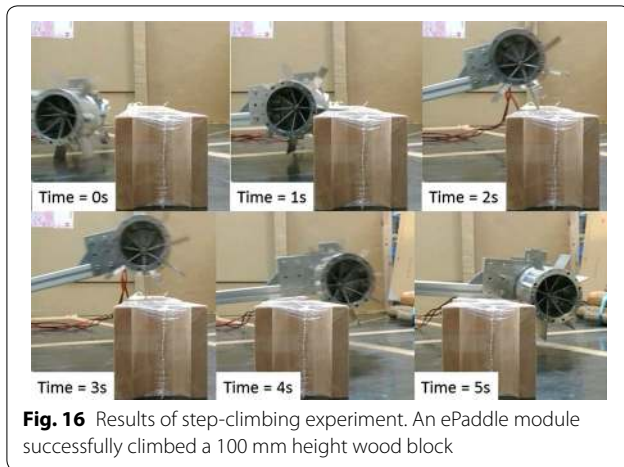 Time = 0s
Time = 1s
Time = 2s
Time = 3s
Time = 4s
Time = 5s
Fig. 16 Results of step-climbing experiment. An ePaddle module
successfully climbed a 100 mm height wood block